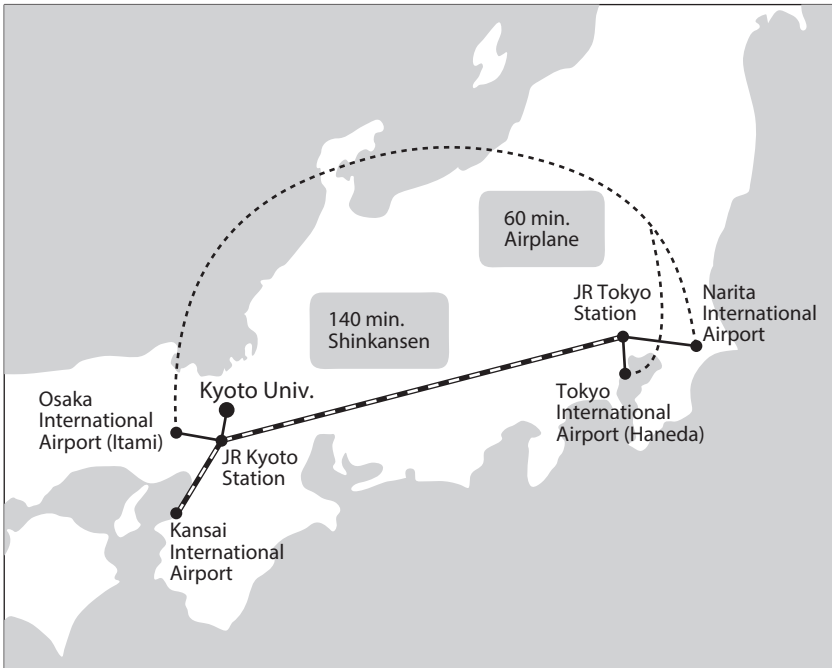 60 min.
Airplane
140 min.
Shinkansen
JR Tokyo
Station
Narita
International
Airport
Osaka
International
Airport (Itami)
Kyoto Univ.
JR Kyoto
Station
Tokyo
International
Airport (Haneda)
Kansai
International
Airport